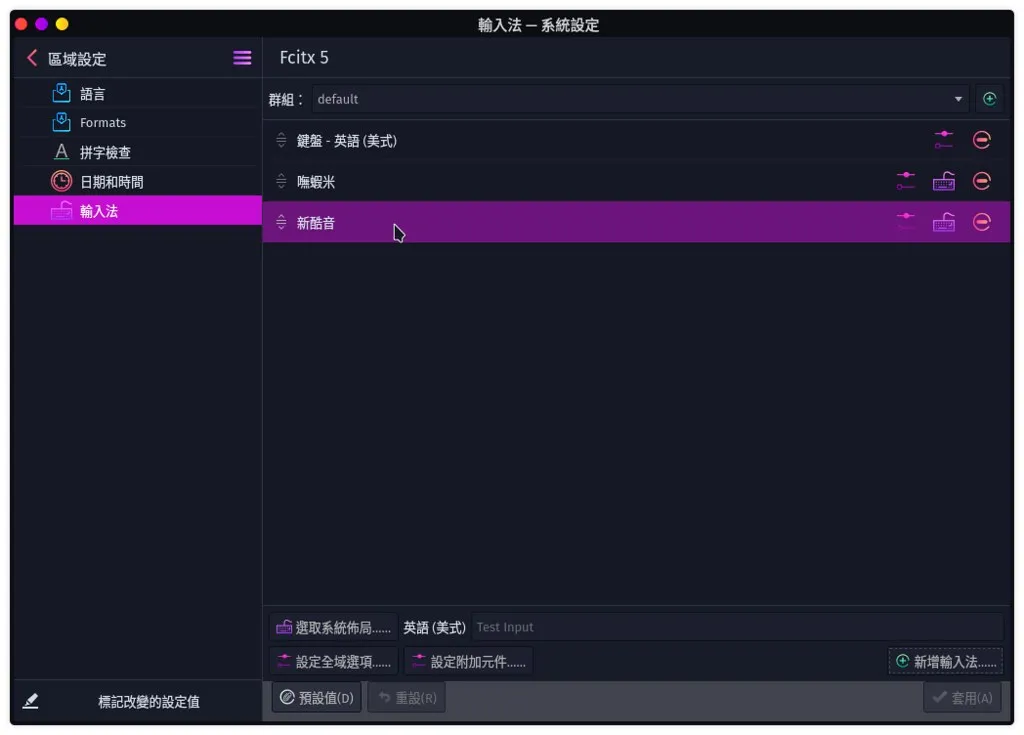 輸入法 — 系統設定
區域設定
Fcitx 5
語言
Formats
拼字檢查
日期和時間
輸入法
群組：
default
鍵盤 - 英語 (美式)
嘸蝦米
新酷音
選取系統佈局......
英語 (美式)
Test Input
設定全域選項......
設定附加元件......
新增輸入法......
標記改變的設定值
預設值(D)
重設(R)
套用(A)